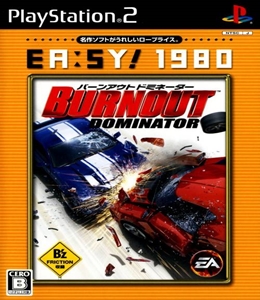 PlayStation 2
名作ソフトがうれしいロープライス。
EA:SY! 1980
バーンアウト ドミネーター
BURNOUT
DOMINATOR
B'z
FRICTION
収録
EA
CERO
B